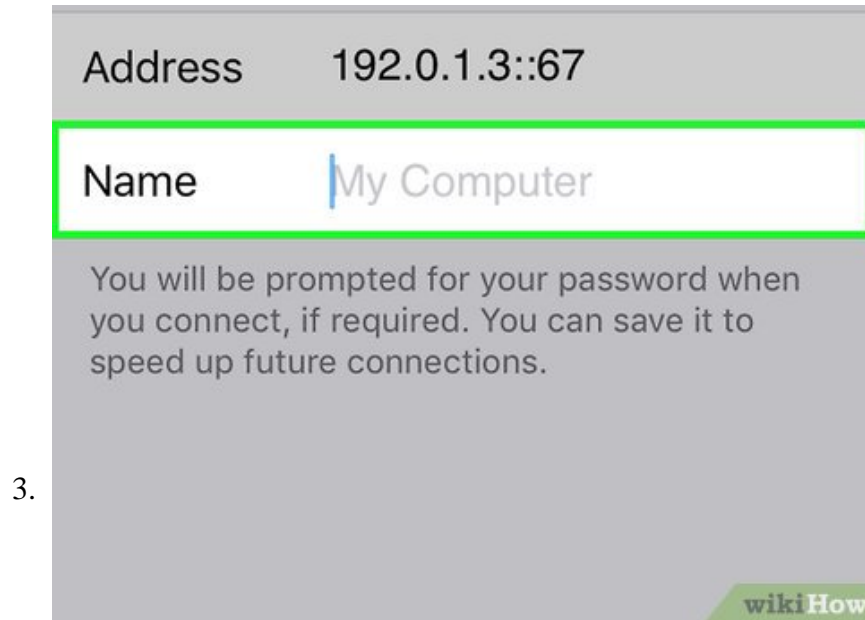 Address 192.0.1.3::67
Name My Computer
You will be prompted for your password when
you connect, if required. You can save it to
speed up future connections.
3.
wikiHow